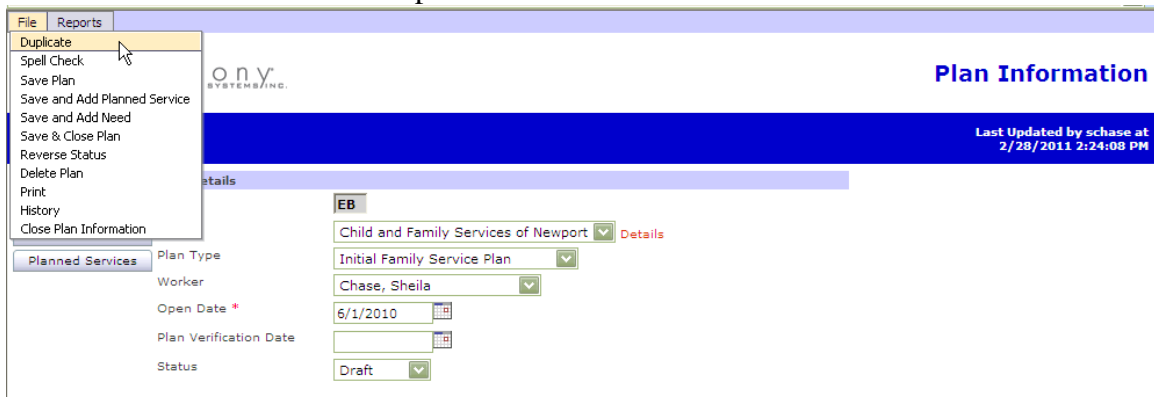 File Reports
Duplicate
Spell Check
Save Plan
Save and Add Planned Service
Save and Add Need
Save & Close Plan
Reverse Status
Delete Plan
Print
History
Close Plan Information
ony
SYSTEMS, INC.
Plan Information
Last Updated by schase at
2/28/2011 2:24:08 PM
etails
EB
Child and Family Services of Newport Details
Planned Services
Plan Type Initial Family Service Plan
Worker Chase, Sheila
Open Date * 6/1/2010
Plan Verification Date
Status Draft